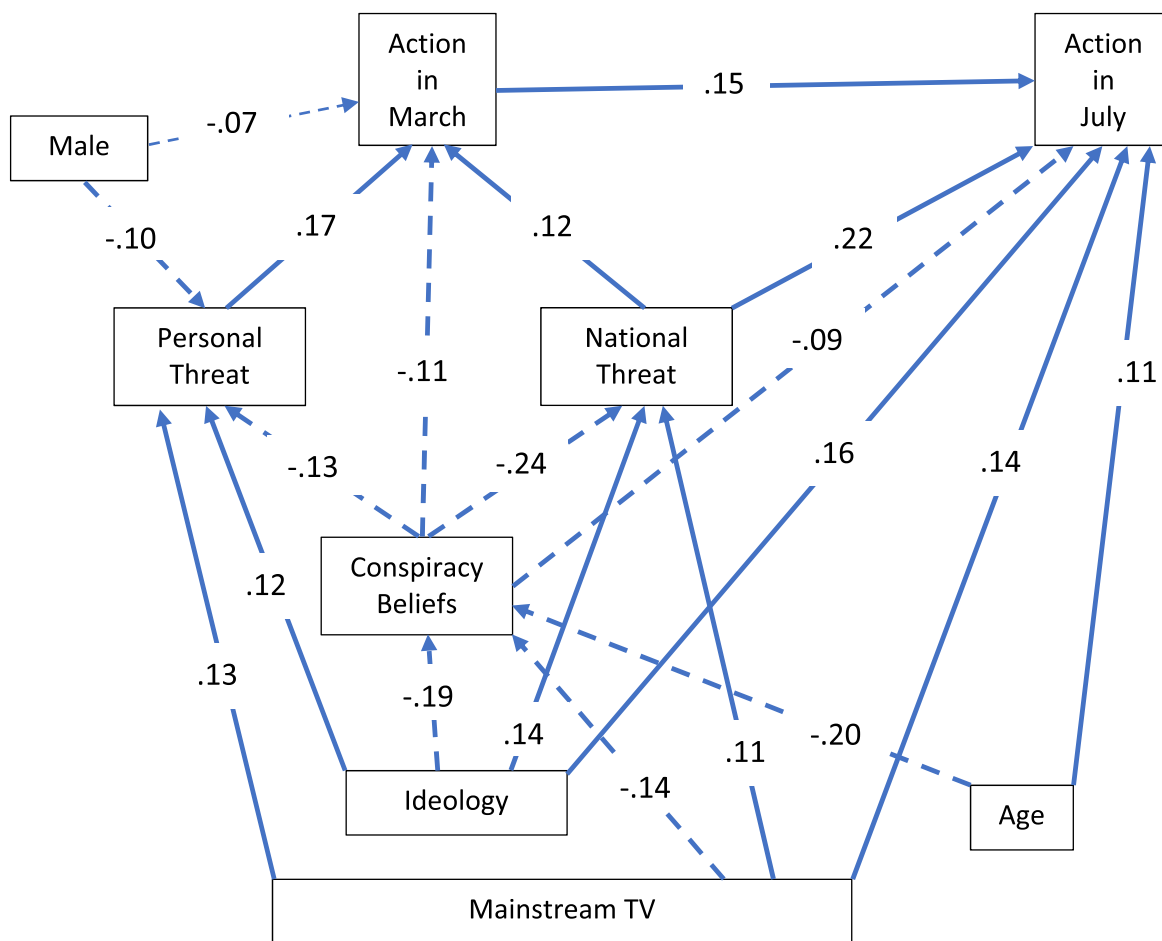 Action
in
March
Action
in
July
.15
-.07
Male
-.10
.17
.12
.22
Personal
Threat
National
Threat
-.09
-.11
.11
-.13
-.24
.16
.14
Conspiracy
Beliefs
.12
.13
-.19
.14
.11
-.20
-.14
Ideology
Age
Mainstream TV